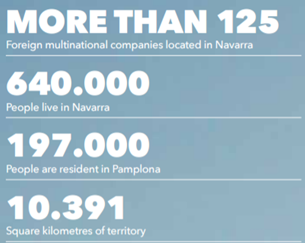 MORE THAN 125
Foreign multinational companies located in Navarra
640.000
People live in Navarra
197.000
People are resident in Pamplona
10.391
Square kilometres of territory